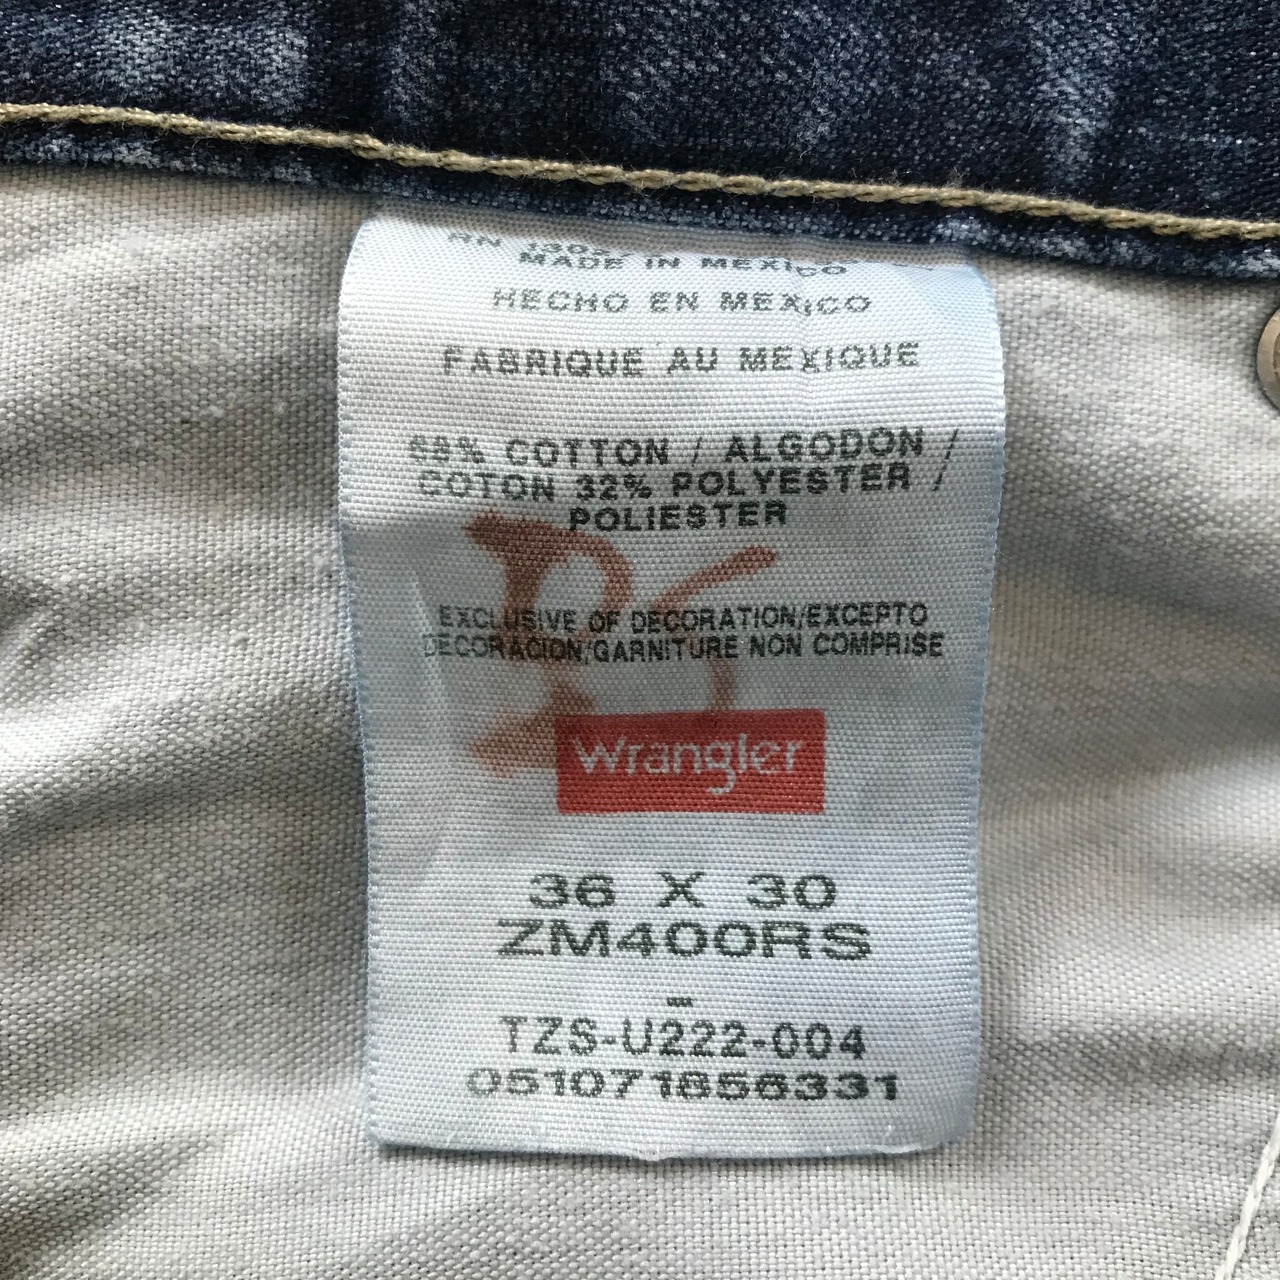 MADE IN MEXICO
HECHO EN MEXICO
FABRIQUE AU MEXIQUE
68% COTTON / ALGODON /
COTON 32% POLYESTER /
POLIESTER
EXCLUSIVE OF DECORATION/EXCEPTO
DECORACION/GARNITURE NON COMPRISE
Wrangler
36 X 30
ZM400RS
-
TZS-U222-004